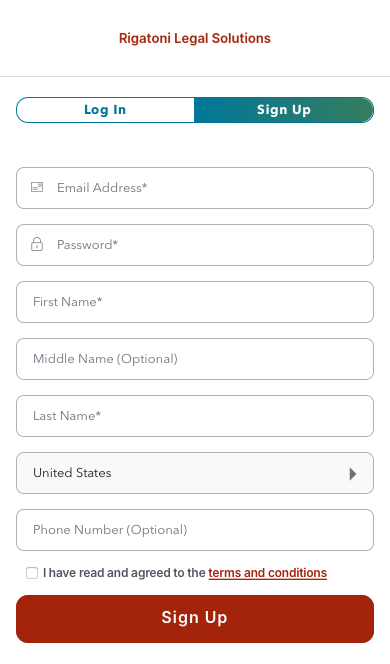 Rigatoni Legal Solutions
Log In
Sign Up
Email Address*
Password*
First Name*
Middle Name (Optional)
Last Name*
United States
Phone Number (Optional)
I have read and agreed to the terms and conditions
Sign Up